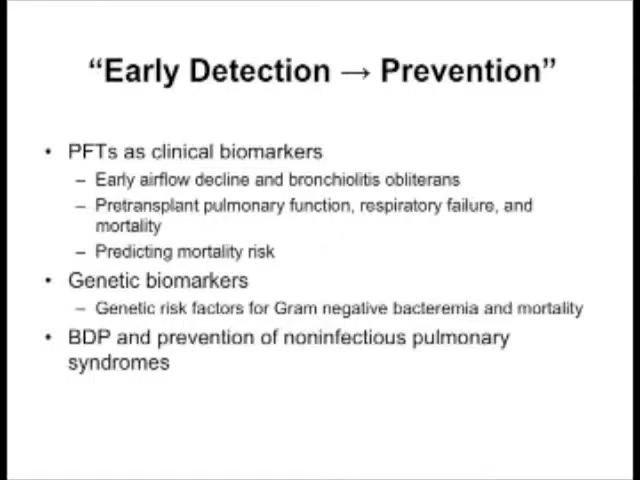 “Early Detection → Prevention”
• PFTs as clinical biomarkers
– Early airflow decline and bronchiolitis obliterans
– Pretransplant pulmonary function, respiratory failure, and
mortality
– Predicting mortality risk
• Genetic biomarkers
– Genetic risk factors for Gram negative bacteremia and mortality
• BDP and prevention of noninfectious pulmonary
syndromes